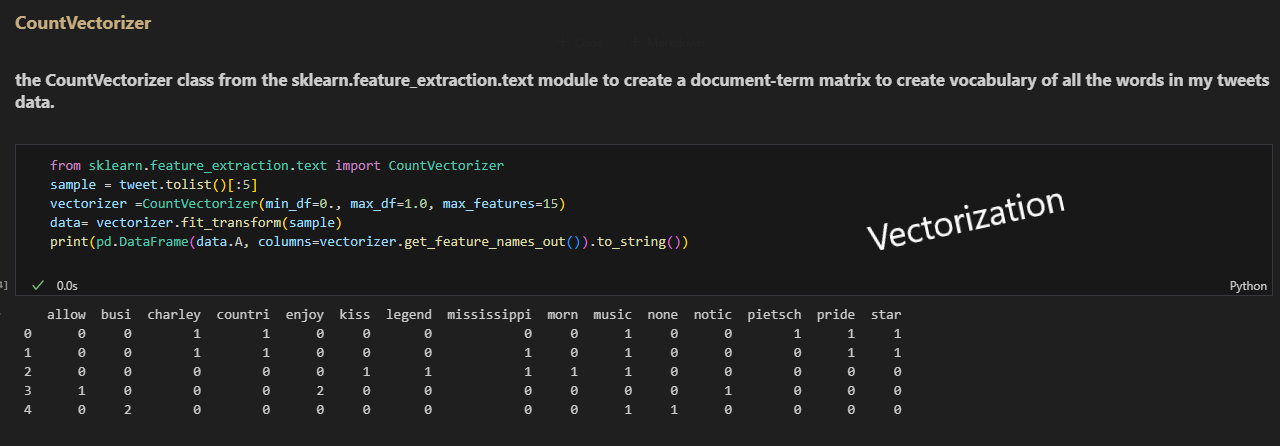 CountVectorizer
the CountVectorizer class from the sklearn.feature_extraction.text module to create a document-term matrix to create vocabulary of all the words in my tweets
data.
from sklearn.feature_extraction.text import CountVectorizer
sample = tweet.tolist()[:5]
vectorizer =CountVectorizer(min_df=0., max_df=1.0, max_features=15)
data= vectorizer.fit_transform(sample)
print(pd.DataFrame(data.A, columns=vectorizer.get_feature_names_out()).to_string())
Vectorization
0.0s
Python
allow busi charley countri enjoy kiss legend mississippi morn music none notic pietsch pride star
0 0 0 1 1 0 0 0 0 0 1 0 0 1 1 1
1 0 0 1 1 0 0 0 1 0 1 0 0 0 1 1
2 0 0 0 0 0 1 1 1 1 1 0 0 0 0 0
3 1 0 0 0 2 0 0 0 0 0 0 1 0 0 0
4 0 2 0 0 0 0 0 0 0 1 1 0 0 0 0